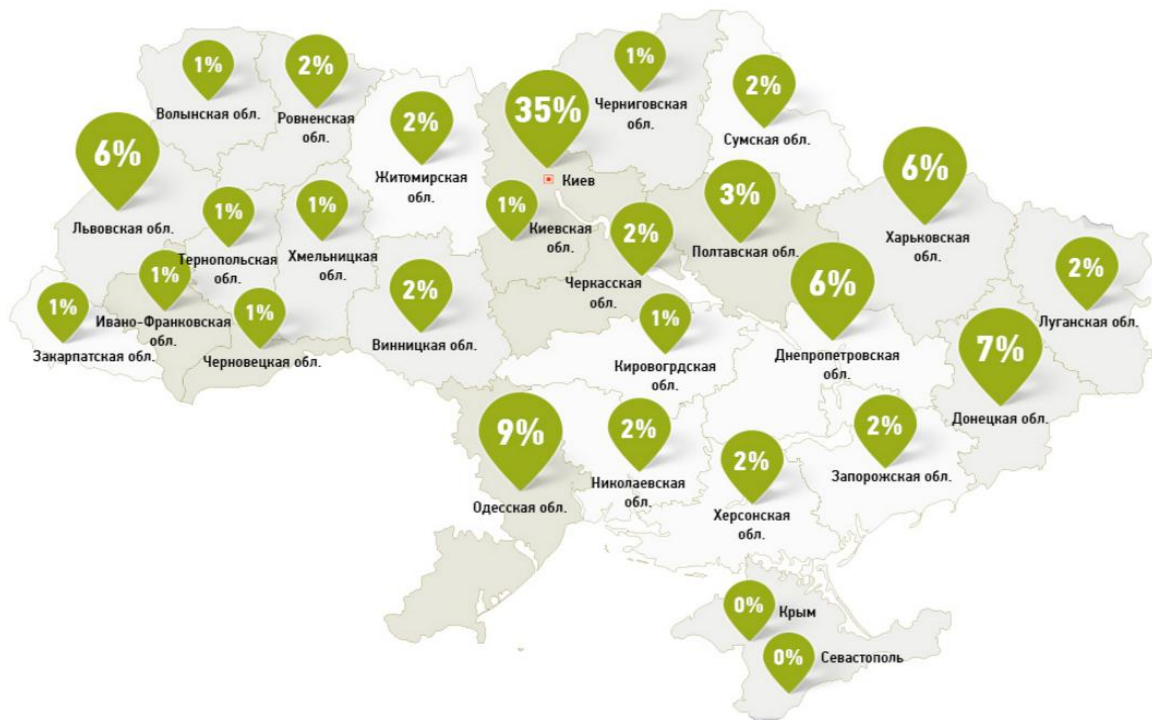 1%
Волынская обл.
2%
Ровненская
обл.
2%
Житомирская
обл.
35%
Киев
1%
Черниговская
обл.
2%
Сумская обл.
6%
Львовская обл.
1%
Тернопольская
обл.
1%
Хмельницкая
обл.
1%
Киевская
обл.
2%
Черкасская
обл.
3%
Полтавская обл.
6%
Харьковская
обл.
2%
Луганская обл.
1%
Закарпатская обл.
1%
Ивано-Франковская
обл.
1%
Черновецкая обл.
2%
Винницкая обл.
1%
Кировогрдская
обл.
6%
Днепропетровская
обл.
7%
Донецкая обл.
9%
Одесская обл.
2%
Николаевская
обл.
2%
Херсонская
обл.
2%
Запорожская обл.
0%
Крым
0%
Севастополь